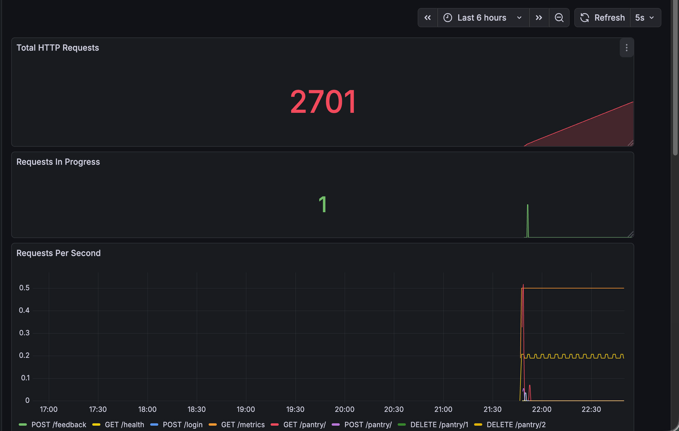 Last 6 hours Refresh 5s
Total HTTP Requests
2701
Requests In Progress
1
Requests Per Second
0.5
0.4
0.3
0.2
0.1
0
17:00 17:30 18:00 18:30 19:00 19:30 20:00 20:30 21:00 21:30 22:00 22:30
POST /feedback GET /health POST /login GET /metrics GET /pantry/ POST /pantry/ DELETE /pantry/1 DELETE /pantry/2